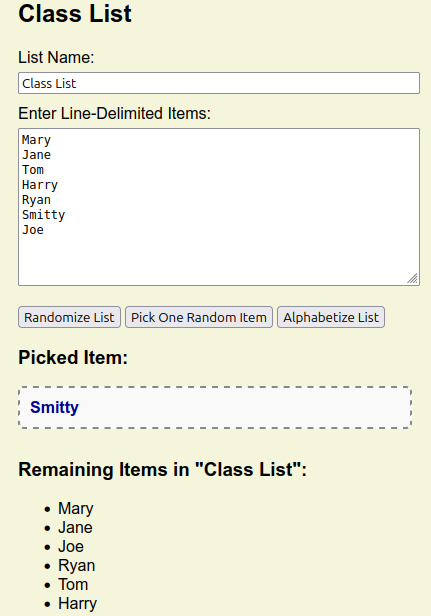 Class List
List Name:
Class List
Enter Line-Delimited Items:
Mary
Jane
Tom
Harry
Ryan
Smitty
Joe
Randomize List Pick One Random Item Alphabetize List
Picked Item:
Smitty
Remaining Items in "Class List":
• Mary
• Jane
• Joe
• Ryan
• Tom
• Harry